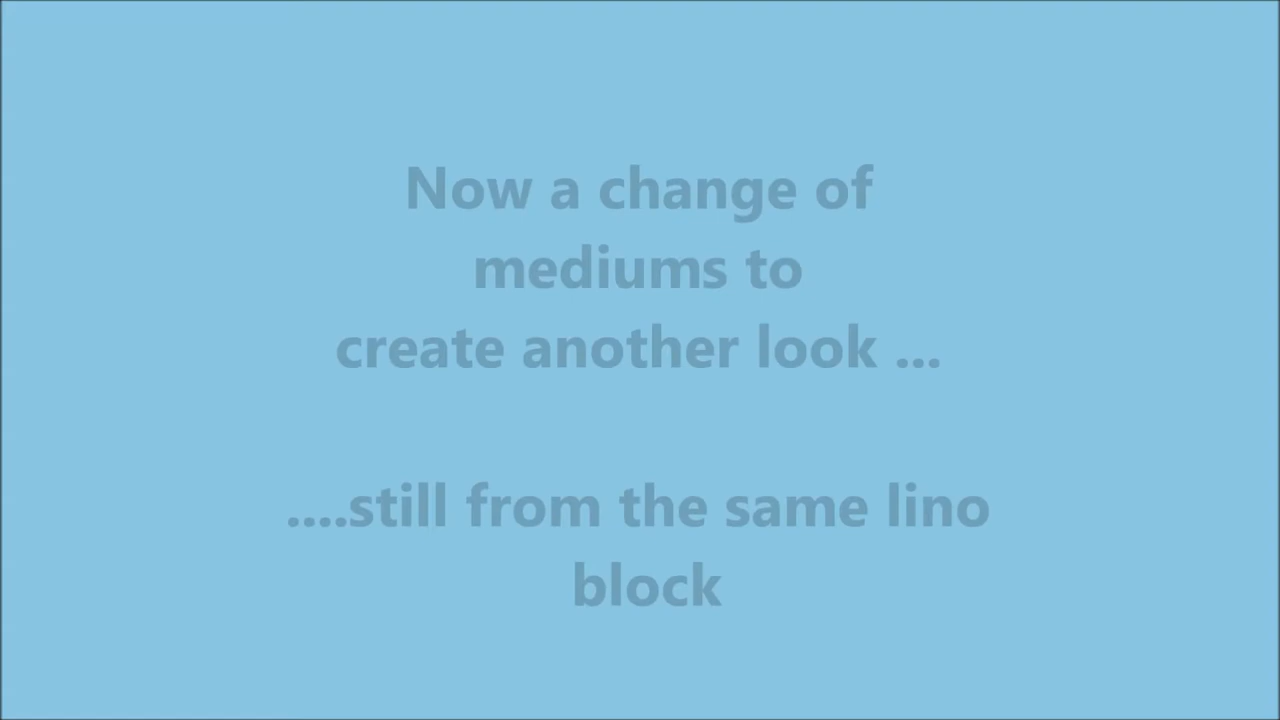 Now a change of
mediums to
create another look ...
....still from the same lino
block